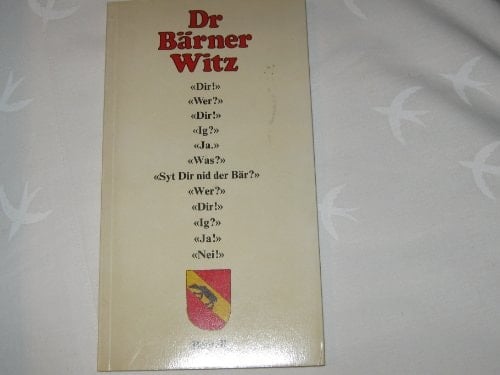 Dr
Bärner
Witz
«Dir!»
«Wer?»
«Dir!»
«Ig?»
«Ja.»
«Was?»
«Syt Dir nid der Bär?»
«Wer?»
«Dir!»
«Ig?»
«Ja!»
«Nei!»